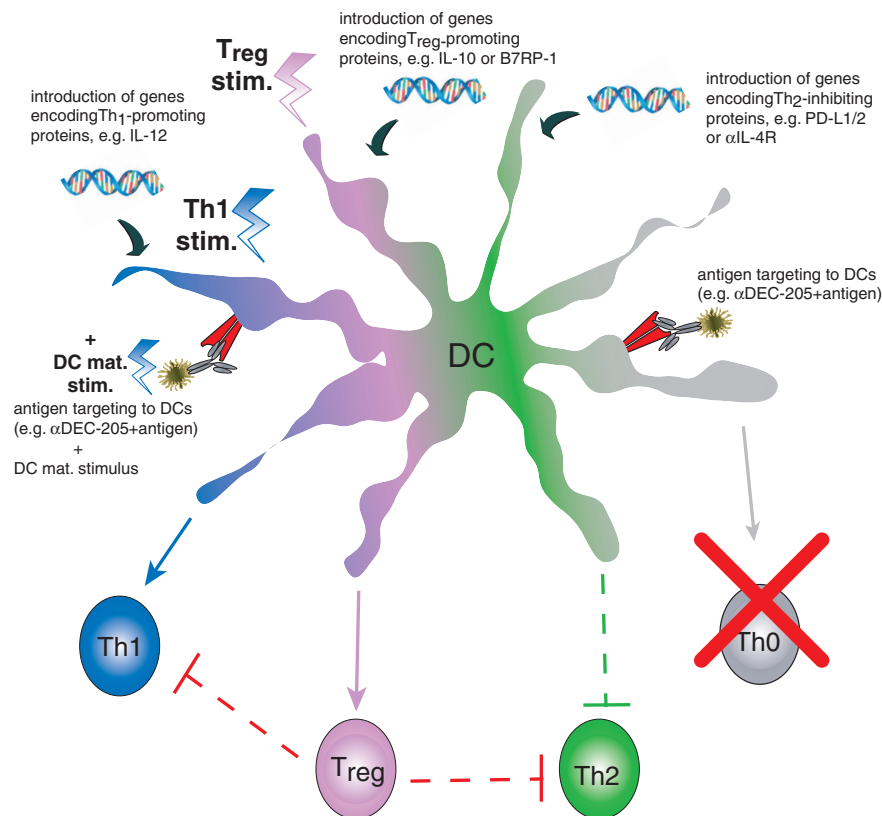 Treg
stim.
introduction of genes
encodingTreg-promoting
proteins, e.g. IL-10 or B7RP-1
introduction of genes
encodingTh2-inhibiting
proteins, e.g. PD-L1/2
or αIL-4R
introduction of genes
encodingTh1-promoting
proteins, e.g. IL-12
Th1
stim.
antigen targeting to DCs
(e.g. αDEC-205+antigen)
+
DC mat.
stim.
antigen targeting to DCs
(e.g. αDEC-205+antigen)
+
DC mat. stimulus
DC
Th1
Th0
Treg
Th2